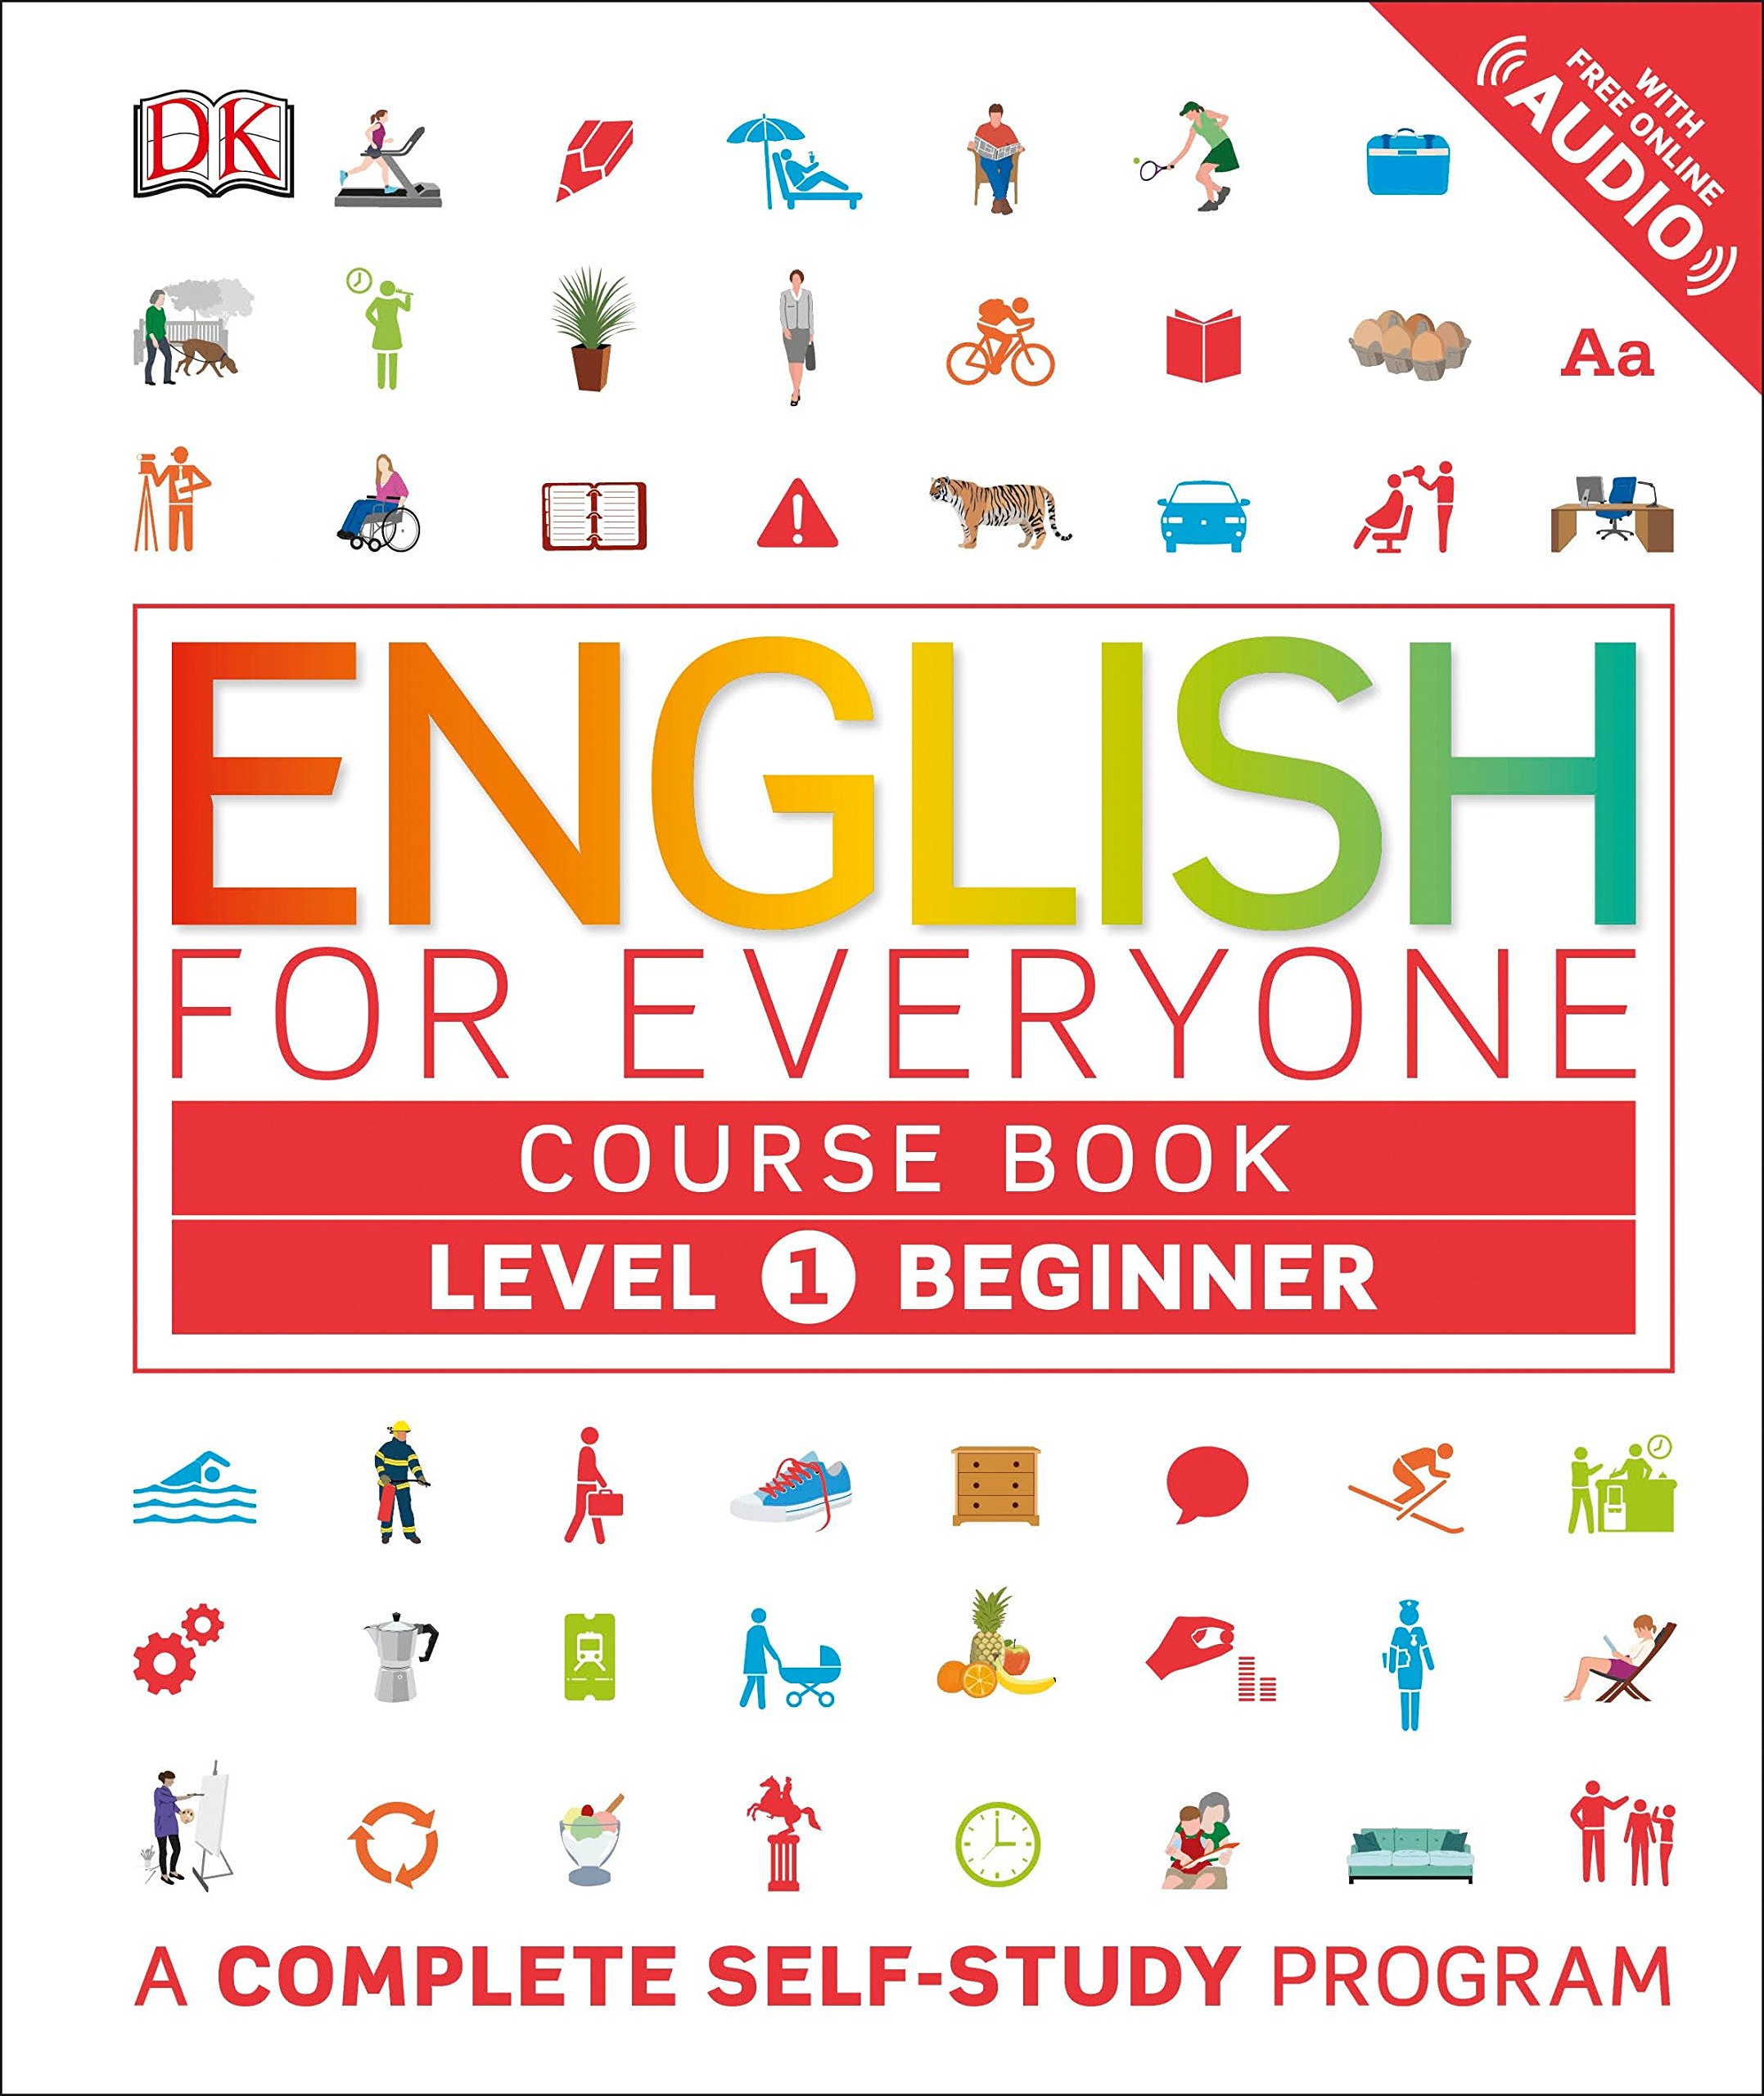 DK
WITH
FREE ONLINE
AUDIO
Aa
ENGLISH
FOR EVERYONE
COURSE BOOK
LEVEL 1 BEGINNER
A COMPLETE SELF-STUDY PROGRAM